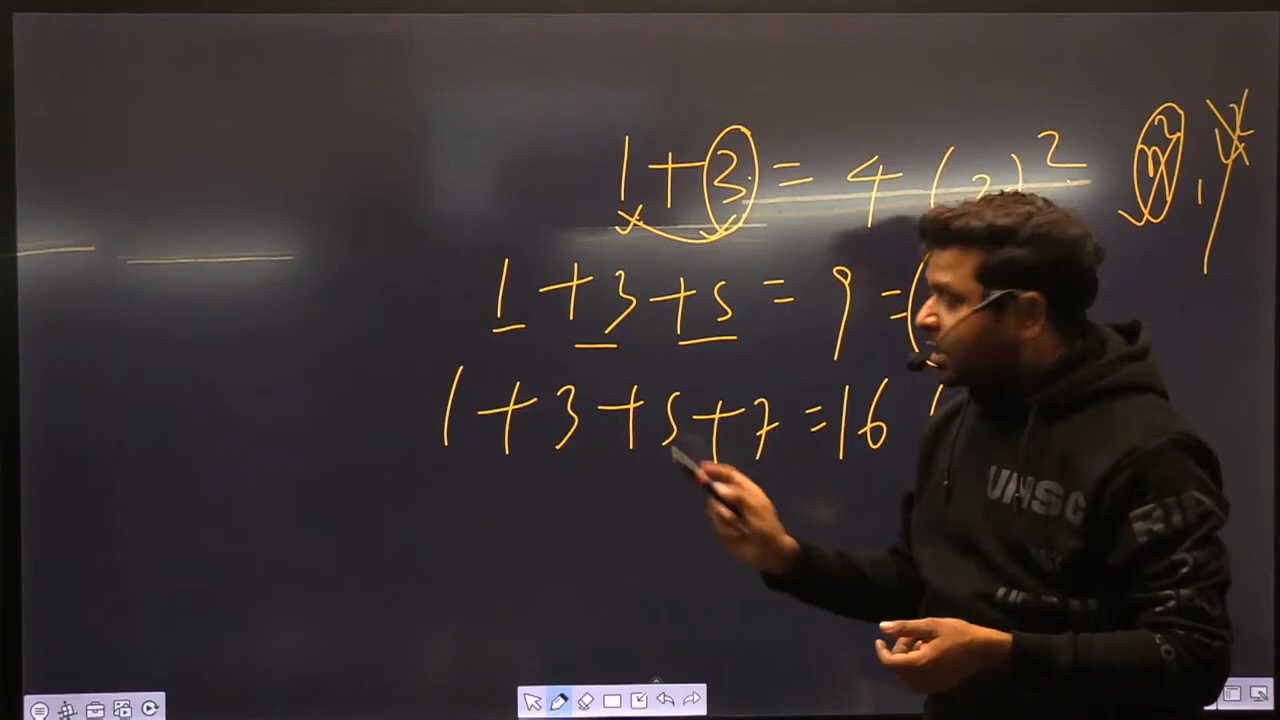 1 + 3 = 4 (2)²
1 + 3 + 5 = 9 = (
1 + 3 + 5 + 7 = 16